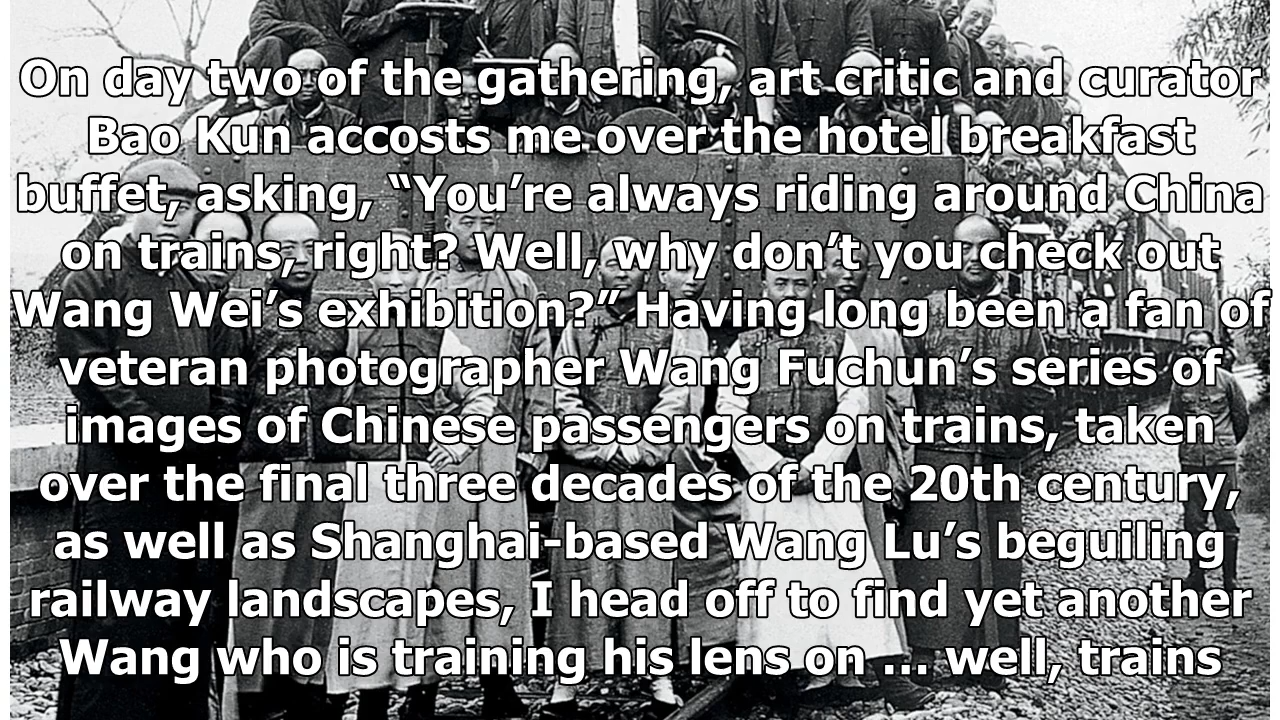 On day two of the gathering, art critic and curator
Bao Kun accosts me over the hotel breakfast
buffet, asking, “You’re always riding around China
on trains, right? Well, why don’t you check out
Wang Wei’s exhibition?” Having long been a fan of
veteran photographer Wang Fuchun’s series of
images of Chinese passengers on trains, taken
over the final three decades of the 20th century,
as well as Shanghai-based Wang Lu’s beguiling
railway landscapes, I head off to find yet another
Wang who is training his lens on ... well, trains